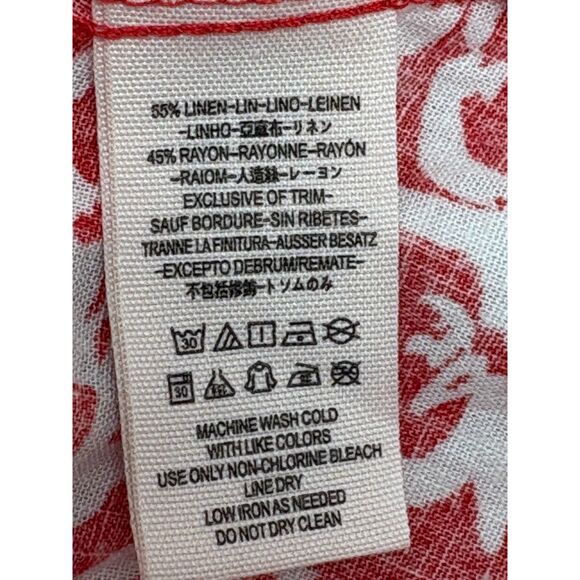 55% LINEN-LIN-LINO-LEINEN
-LINHO-亞麻布-リネン
45% RAYON-RAYONNE-RAYÓN
-RAIOM-人造絲-レーヨン
EXCLUSIVE OF TRIM-
SAUF BORDURE-SIN RIBETES-
TRANNE LA FINITURA-AUSSER BESATZ
-EXCEPTO DEBRUM/REMATE-
不包括修飾-トソムのみ
30
30
MACHINE WASH COLD
WITH LIKE COLORS
USE ONLY NON-CHLORINE BLEACH
LINE DRY
LOW IRON AS NEEDED
DO NOT DRY CLEAN